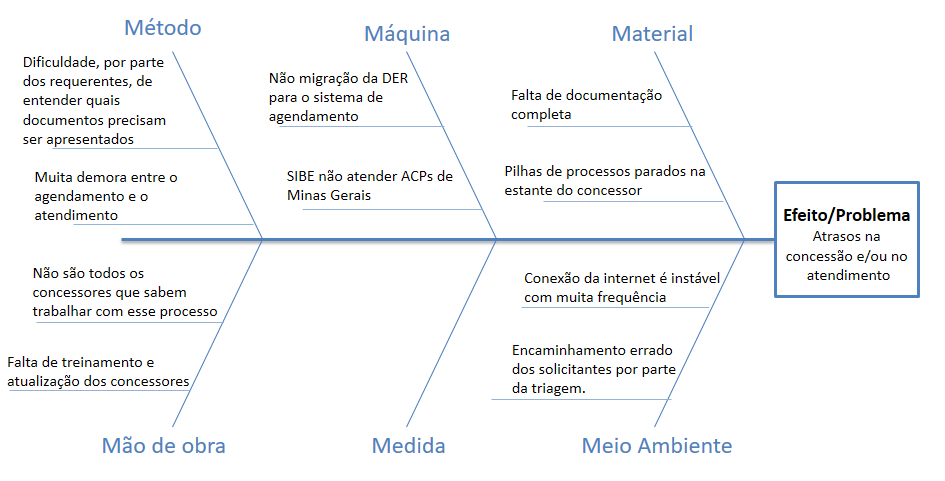 Método
Máquina
Material
Dificuldade, por parte
dos requerentes, de
entender quais
documentos precisam
ser apresentados
Não migração da DER
para o sistema de
agendamento
Falta de documentação
completa
Muita demora entre o
agendamento e o
atendimento
SIBE não atender ACPs de
Minas Gerais
Pilhas de processos parados na
estante do concessor
Efeito/Problema
Atrasos na
concessão e/ou no
atendimento
Não são todos os
concessores que sabem
trabalhar com esse processo
Conexão da internet é instável
com muita frequência
Falta de treinamento e
atualização dos concessores
Encaminhamento errado
dos solicitantes por parte
da triagem.
Mão de obra
Medida
Meio Ambiente